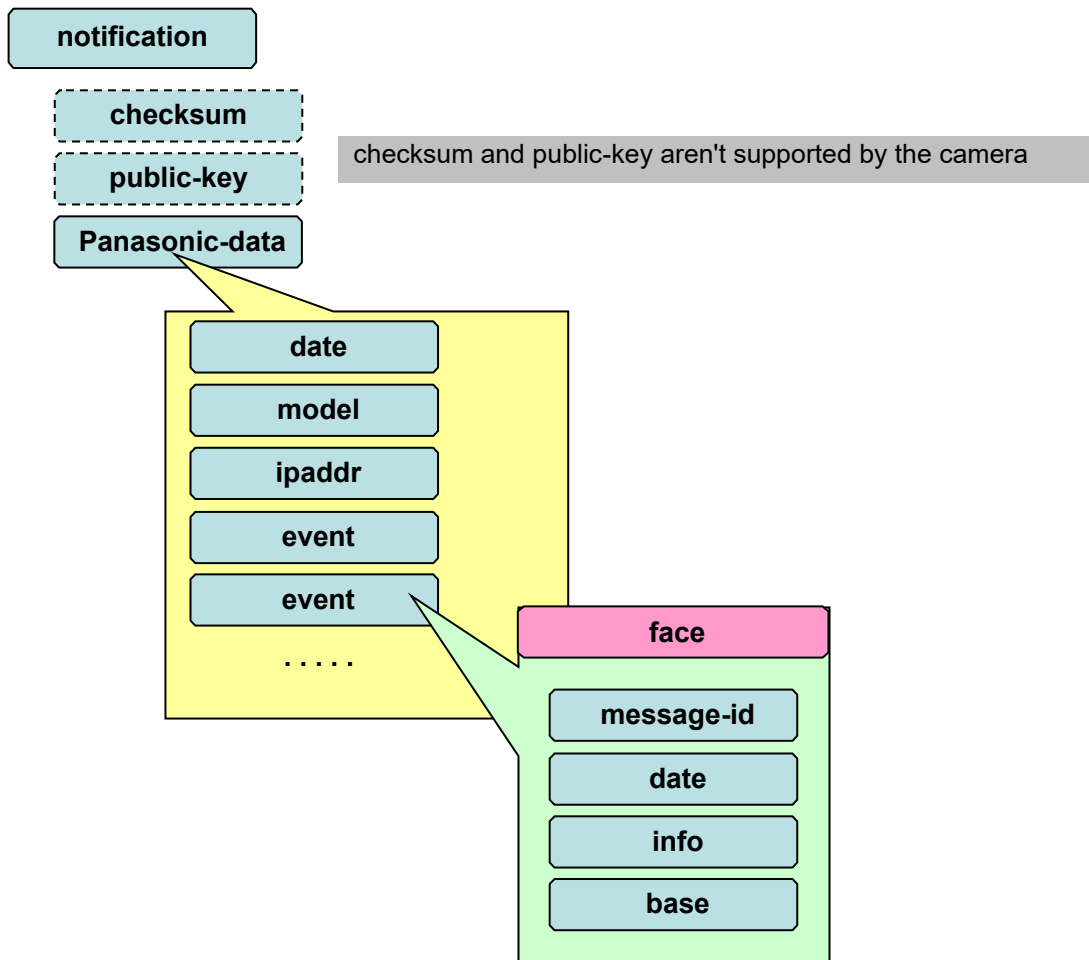 notification
checksum
public-key
checksum and public-key aren't supported by the camera
Panasonic-data
date
model
ipaddr
event
event
. . . . .
face
message-id
date
info
base